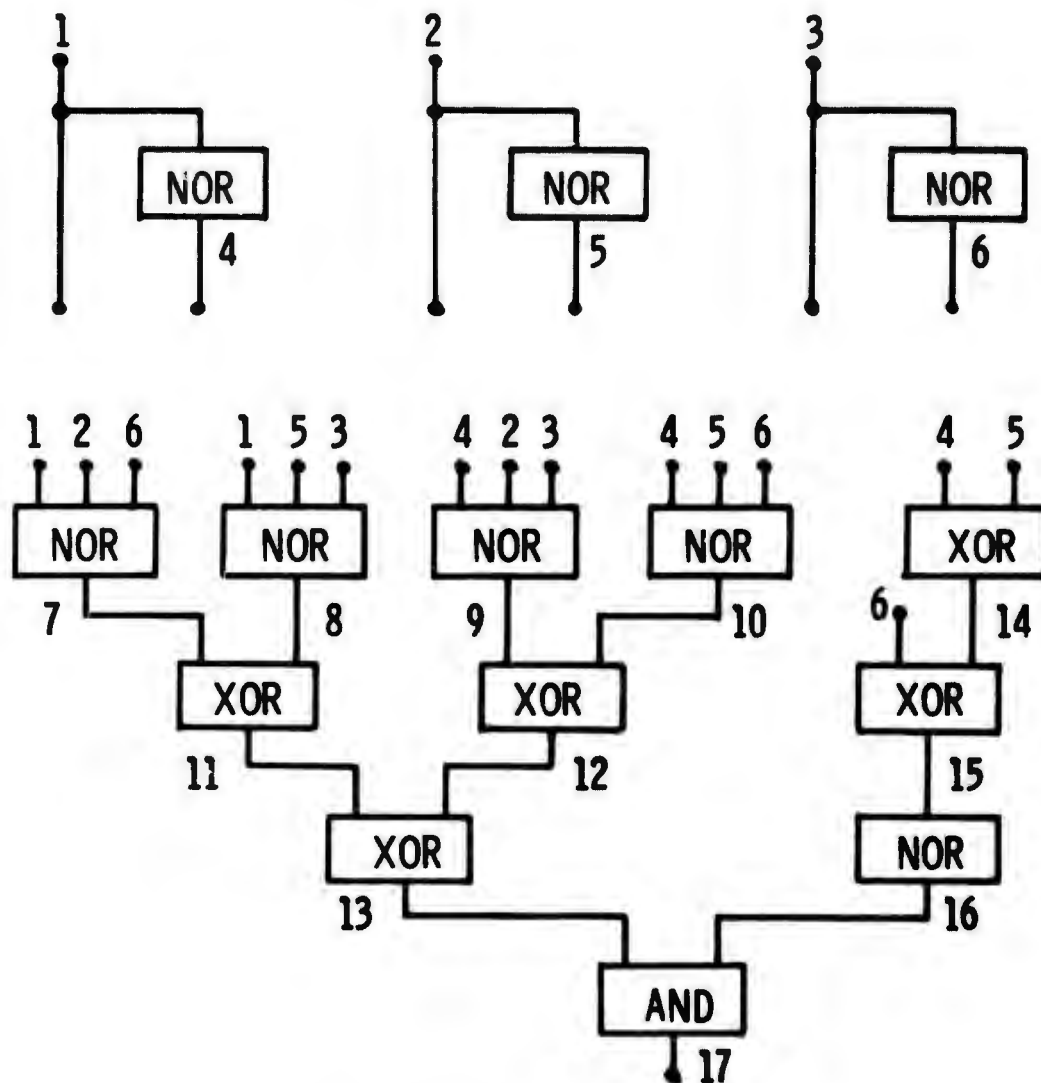 1 2 3
NOR NOR NOR
4 5 6
1 2 6 1 5 3 4 2 3 4 5 6 4 5
NOR NOR NOR NOR XOR
7 8 9 10 6 14
XOR XOR XOR
11 12 15
XOR NOR
13 16
AND
17